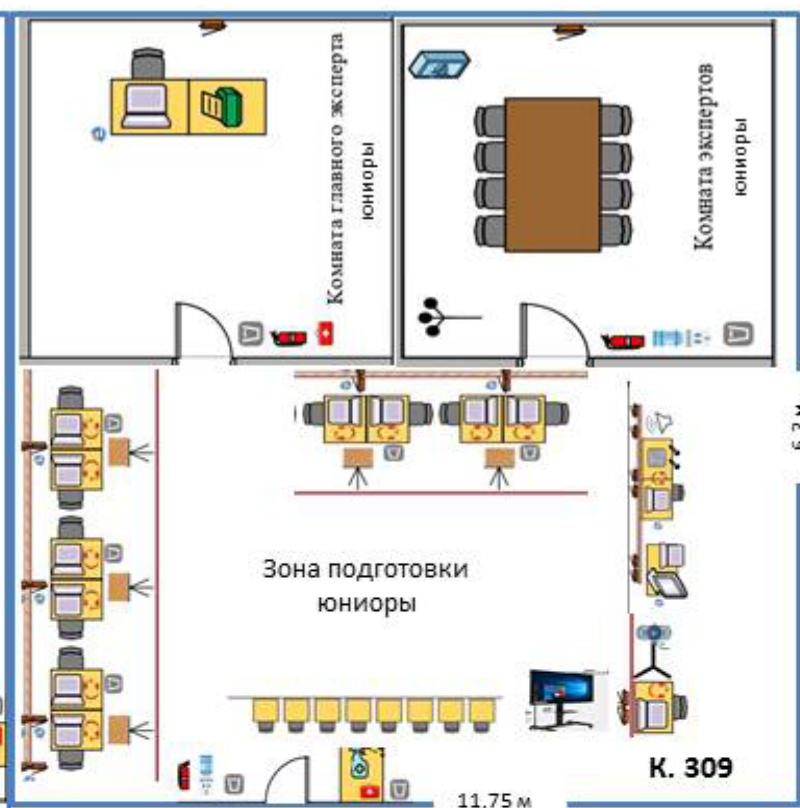 Комната главного эксперта
юниоры
Комната экспертов
юниоры
Зона подготовки
юниоры
К. 309
11,75 м